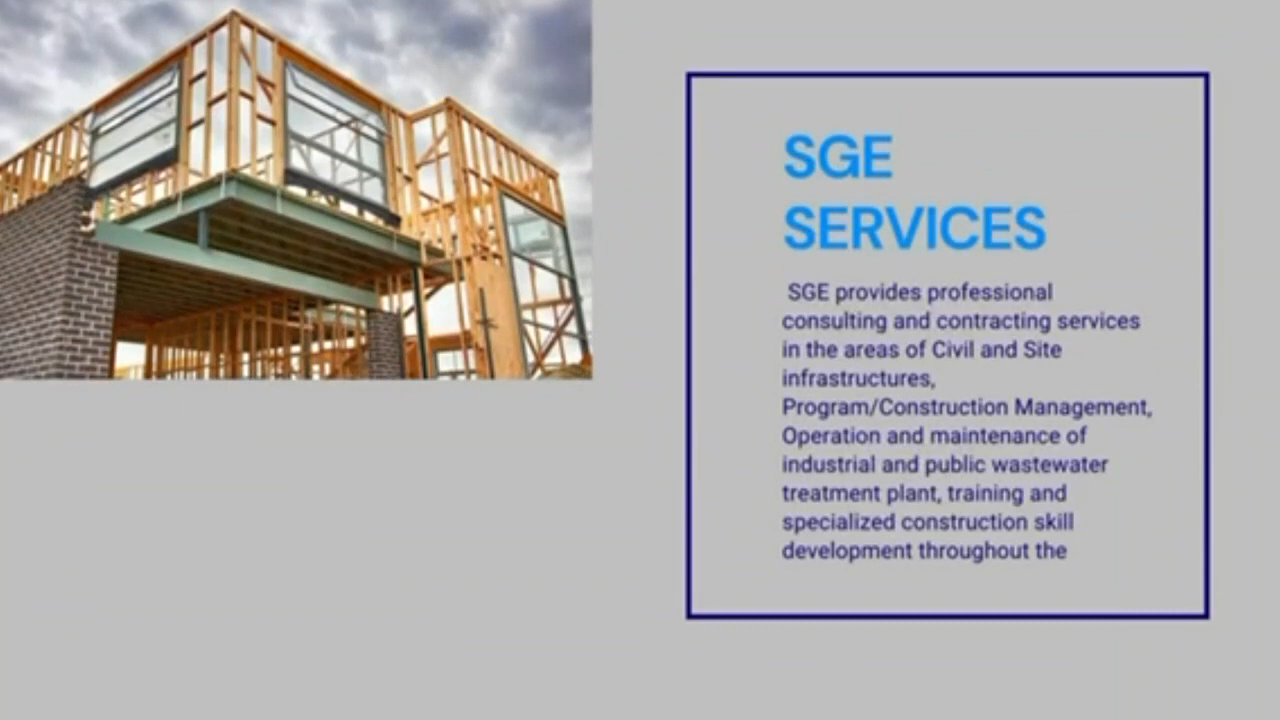 SGE
SERVICES
SGE provides professional
consulting and contracting services
in the areas of Civil and Site
infrastructures,
Program/Construction Management,
Operation and maintenance of
industrial and public wastewater
treatment plant, training and
specialized construction skill
development throughout the